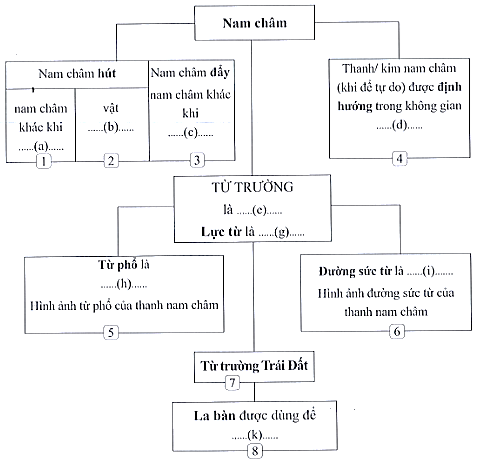 Nam châm
Nam châm hút
nam châm
khác khi
......(a)......
1
vật
......(b)......
2
Nam châm đẩy
nam châm khác
khi
......(c)......
3
Thanh/ kim nam châm
(khi để tự do) được định
hướng trong không gian
......(d)......
4
TỪ TRƯỜNG
là ......(e)......
Lực từ là ......(g)......
Từ phổ là
......(h)......
Hình ảnh từ phổ của thanh nam châm
5
Đường sức từ là ......(i).......
Hình ảnh đường sức từ của
thanh nam châm
6
Từ trường Trái Đất
7
La bàn được dùng để
......(k)......
8